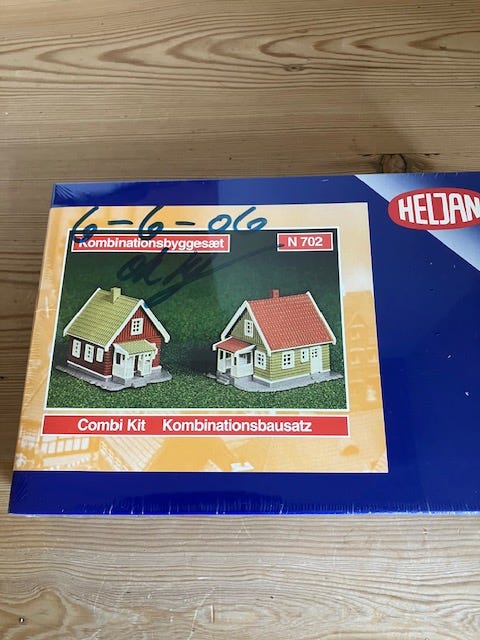 HELJAN
6-6-06
Kombinationsbyggesæt
N 702
Combi Kit Kombinationsbausatz